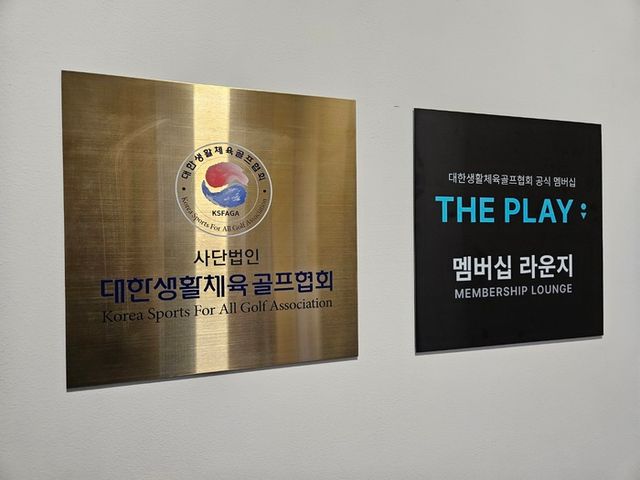 대한생활체육골프협회
KSFAGA
Korea Sports For All Golf Association
사단법인
대한생활체육골프협회
Korea Sports For All Golf Association
대한생활체육골프협회 공식 멤버십
THE PLAY
멤버십 라운지
MEMBERSHIP LOUNGE